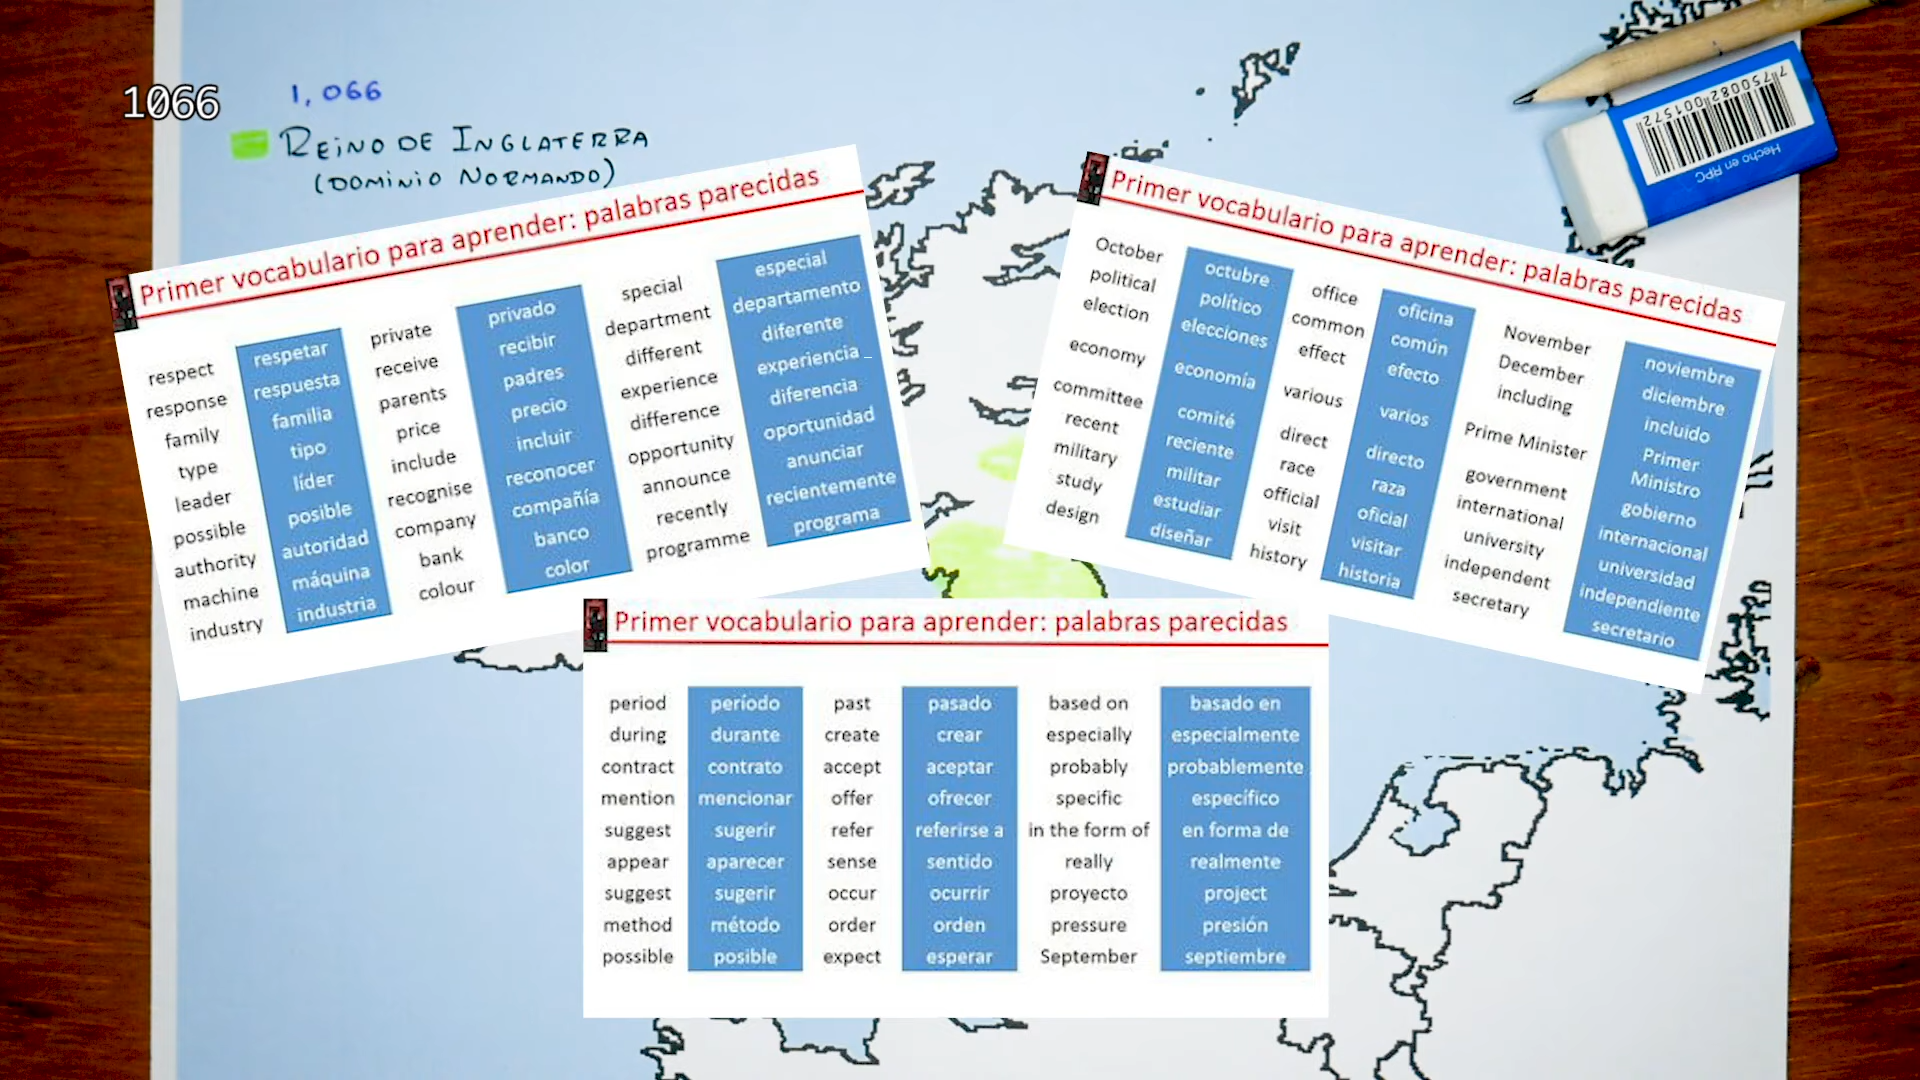 1066
1,066
REINO DE INGLATERRA
(DOMINIO NORMANDO)
Primer vocabulario para aprender: palabras parecidas
respect respetar private privado special especial
response respuesta receive recibir department departamento
family familia parents padres different diferente
type tipo price precio experience experiencia
leader líder include incluir difference diferencia
possible posible recognise reconocer opportunity oportunidad
authority autoridad company compañía announce anunciar
machine máquina bank banco recently recientemente
industry industria colour color programme programa
Primer vocabulario para aprender: palabras parecidas
October octubre office oficina November noviembre
political político common común December diciembre
election elecciones effect efecto including incluido
economy economía various varios Prime Minister Primer Ministro
committee comité direct directo government gobierno
recent reciente race raza international internacional
military militar official oficial university universidad
study estudiar visit visitar independent independiente
design diseñar history historia secretary secretario
Primer vocabulario para aprender: palabras parecidas
period período past pasado based on basado en
during durante create crear especially especialmente
contract contrato accept aceptar probably probablemente
mention mencionar offer ofrecer specific específico
suggest sugerir refer referirse a in the form of en forma de
appear aparecer sense sentido really realmente
suggest sugerir occur ocurrir proyecto project
method método order orden pressure presión
possible posible expect esperar September septiembre
7750082001572
Hecho en RPC